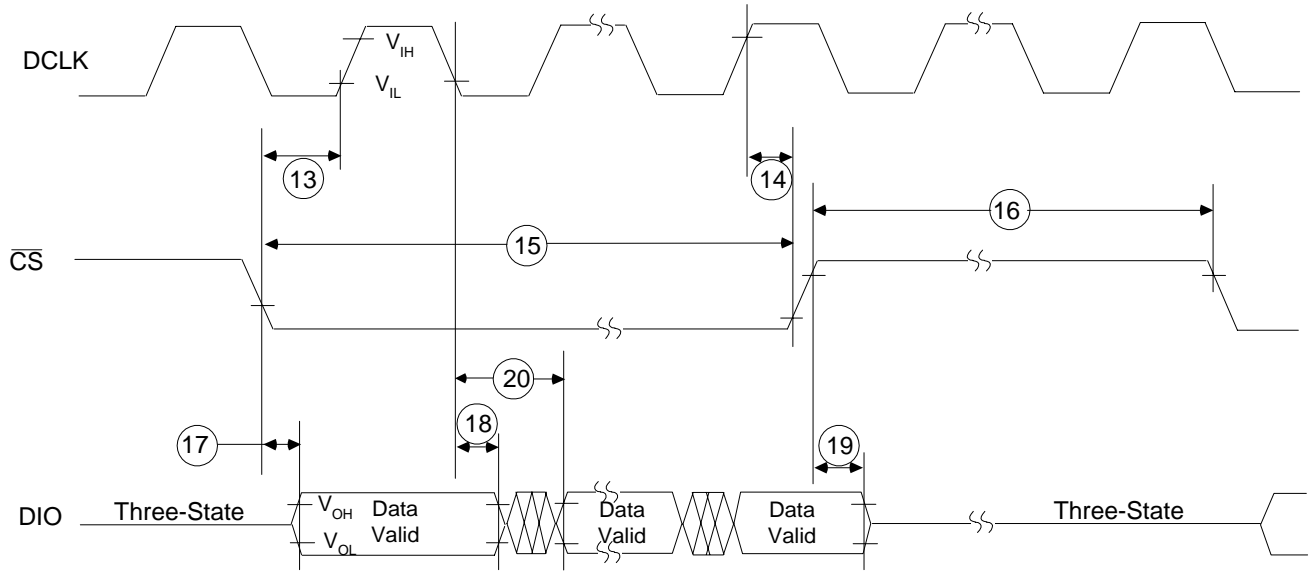 DCLK
V_IH
V_IL
13
14
16
15
C̅S̅
20
18
17
19
DIO
Three-State
V_OH
V_OL
Data
Valid
Data
Valid
Data
Valid
Three-State